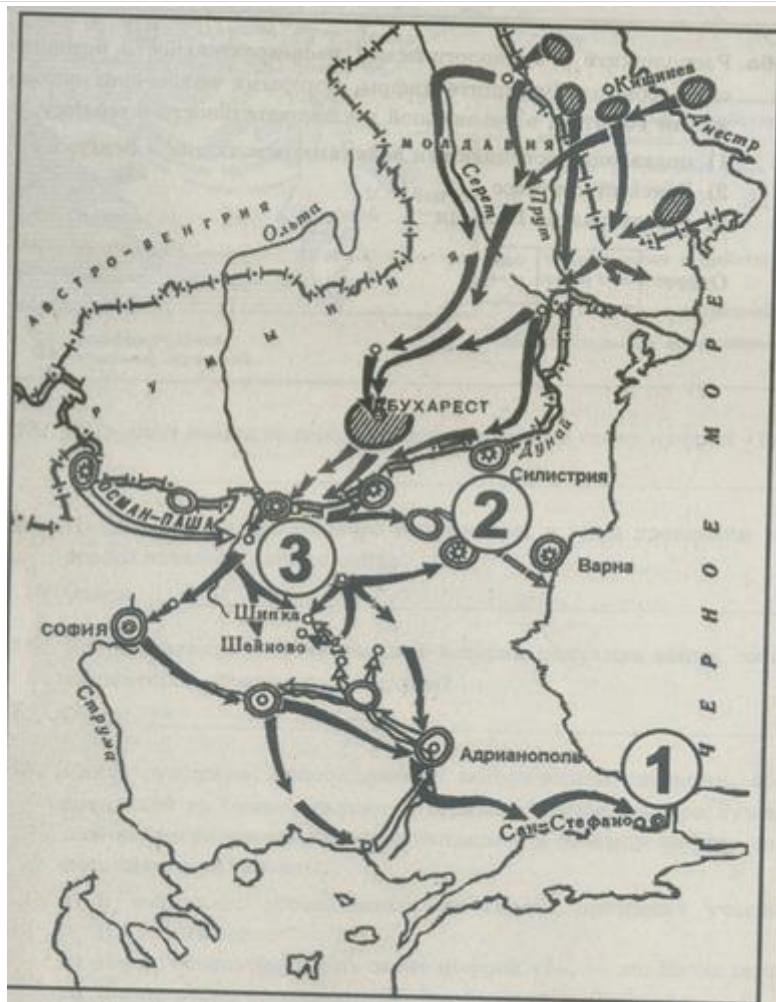 Кишинев
Днестр
МОЛДАВИЯ
Серет
Прут
АВСТРО-ВЕНГРИЯ
Ольта
РУМЫНИЯ
БУХАРЕСТ
Дунай
СИЛИСТРИЯ
ОСМАН-ПАША
2
3
Варна
ЧЕРНОЕ МОРЕ
Шипка
Шейново
СОФИЯ
Струма
Адрианополь
1
Сан-Стефано